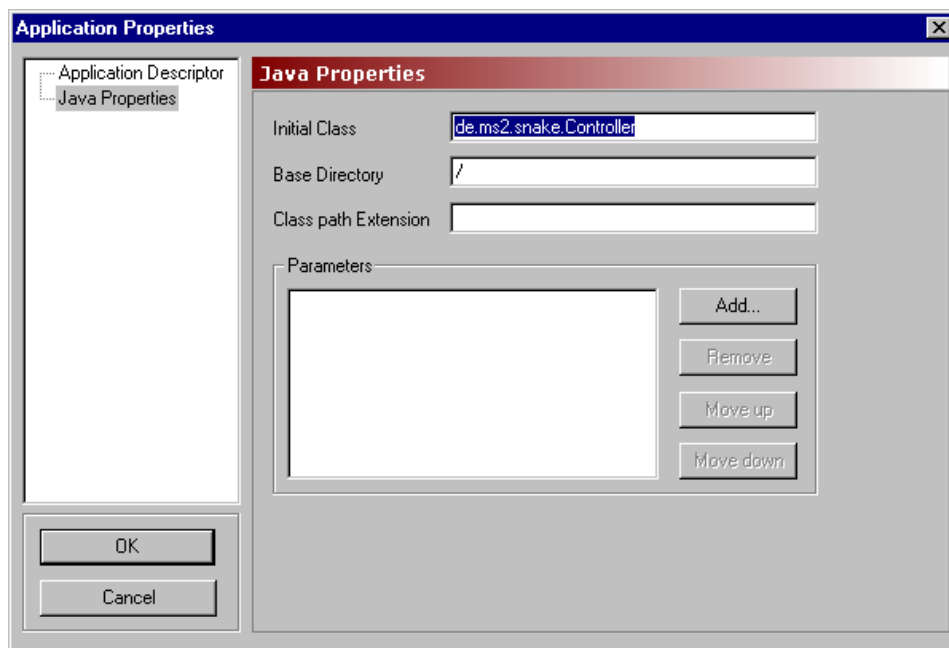 Application Properties
Application Descriptor
Java Properties
Java Properties
Initial Class
de.ms2.snake.Controller
Base Directory
/
Class path Extension
Parameters
Add...
Remove
Move up
Move down
OK
Cancel